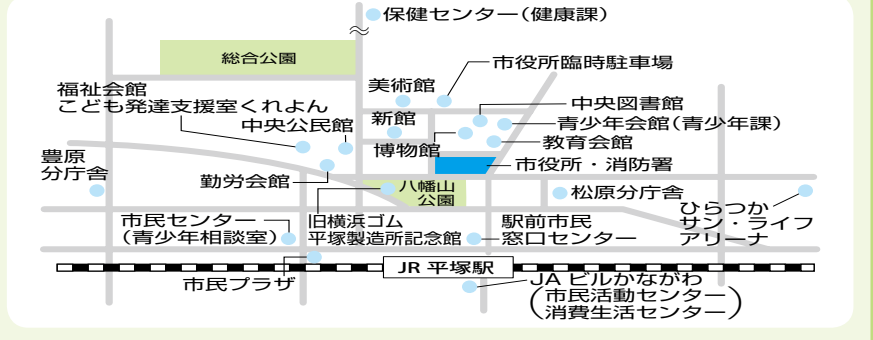 保健センター(健康課)
総合公園
市役所臨時駐車場
美術館
福祉会館
こども発達支援室くれよん
中央図書館
新館
青少年会館(青少年課)
中央公民館
教育会館
博物館
豊原
分庁舎
市役所・消防署
勤労会館
八幡山
公園
松原分庁舎
ひらつか
サン・ライフ
アリーナ
市民センター
(青少年相談室)
旧横浜ゴム
平塚製造所記念館
駅前市民
窓口センター
JR 平塚駅
市民プラザ
JA ビルかながわ
(市民活動センター
消費生活センター)